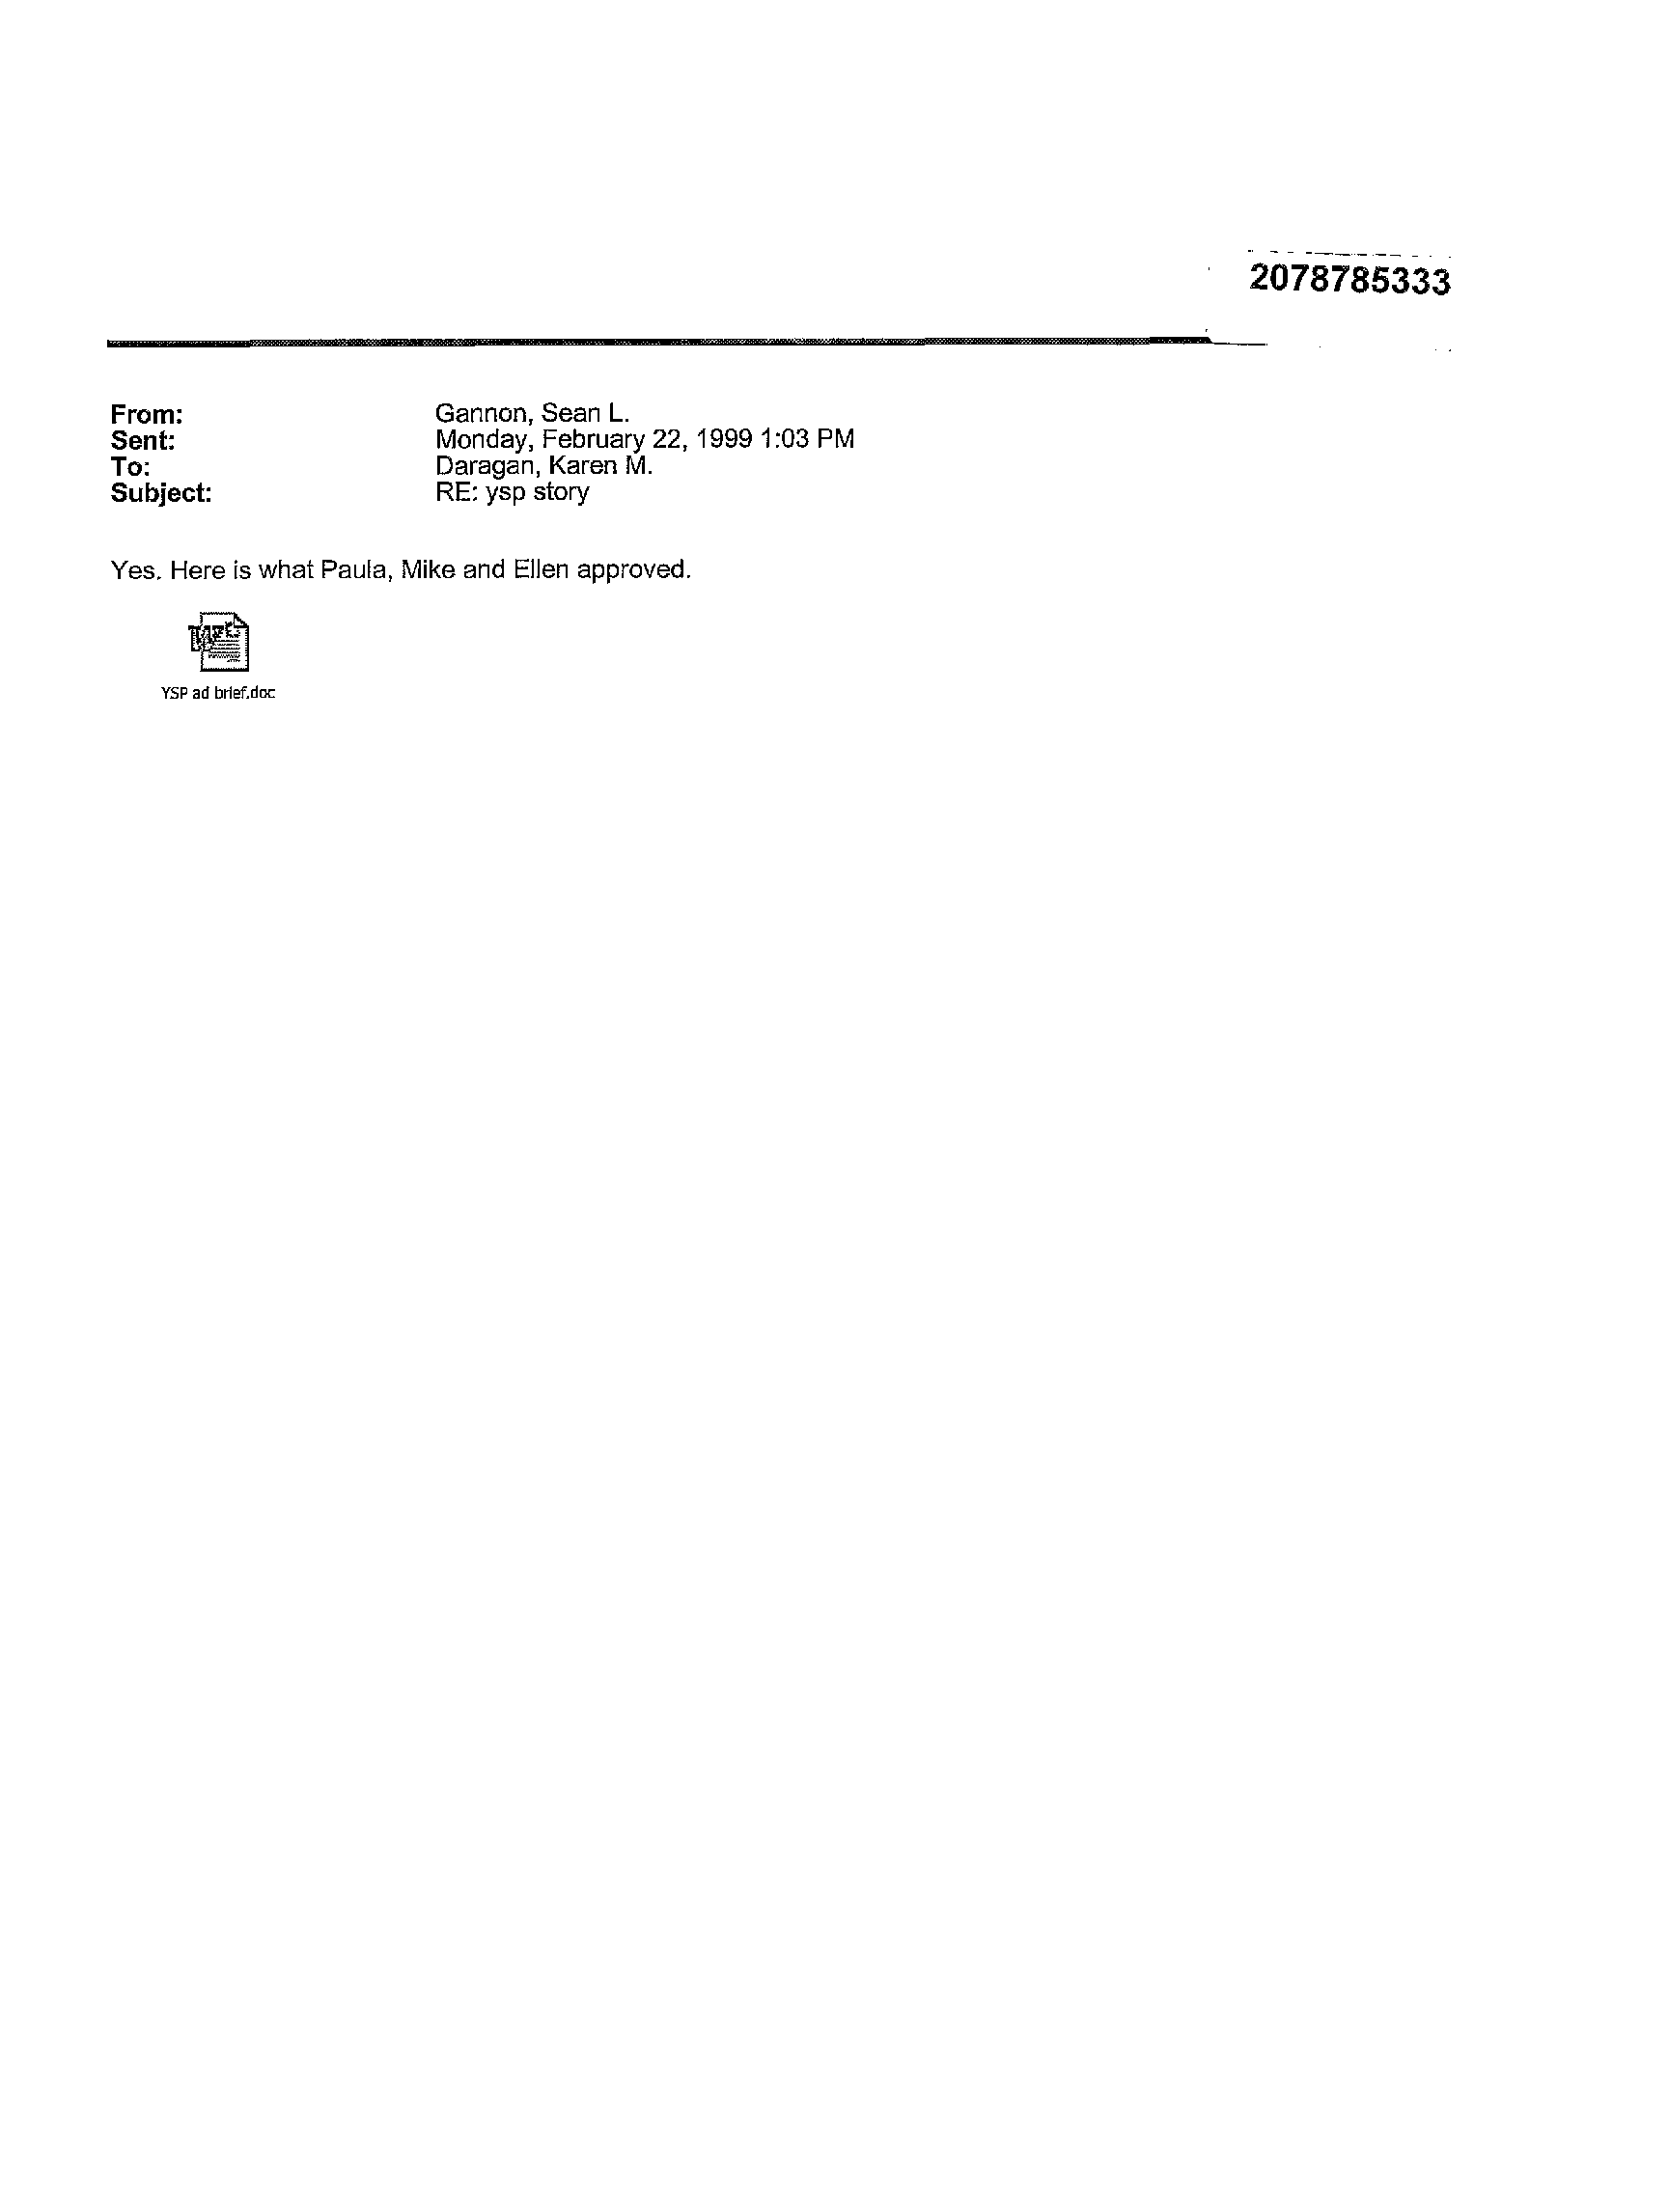 2078785333
From: Gannon, Sean L.
Sent: Monday, February 22, 1999 1:03 PM
To: Daragan, Karen M.
Subject: RE: ysp story
Yes. Here is what Paula, Mike and Ellen approved.
YSP ad brief.doc